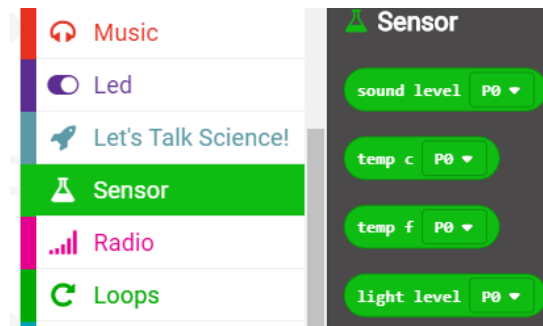 Music
Led
Let's Talk Science!
Sensor
Radio
Loops
Sensor
sound level P0
temp c P0
temp f P0
light level P0